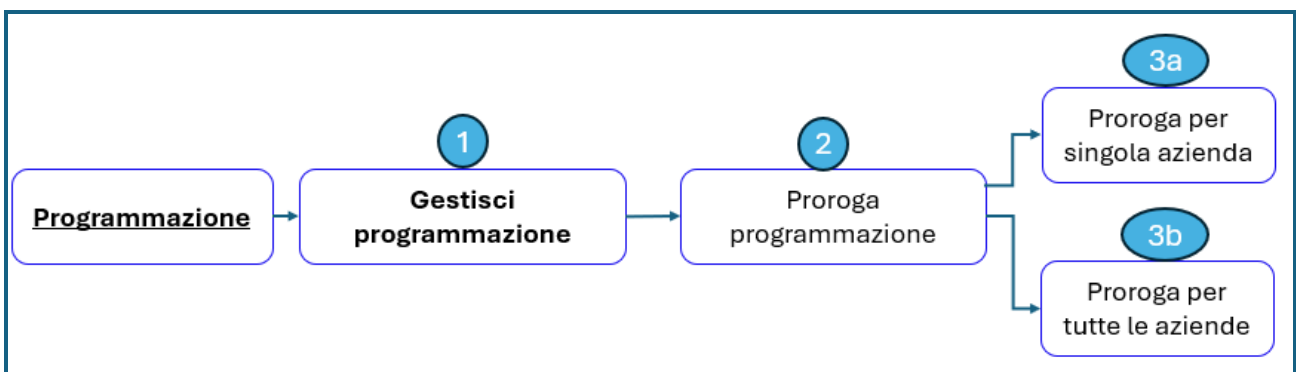 Programmazione
1
Gestisci
programmazione
2
Proroga
programmazione
3a
Proroga per
singola azienda
3b
Proroga per
tutte le aziende